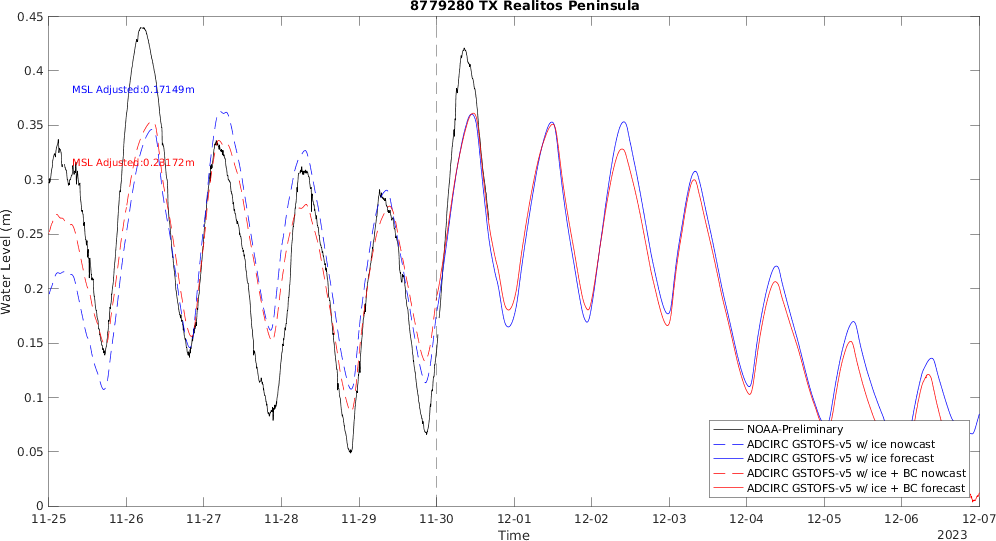 8779280 TX Realitos Peninsula
0.45
0.4
0.35
0.3
0.25
0.2
0.15
0.1
0.05
0
Water Level (m)
MSL Adjusted:0.17149m
MSL Adjusted:0.23172m
NOAA-Preliminary
ADCIRC GSTOFS-v5 w/ ice nowcast
ADCIRC GSTOFS-v5 w/ ice forecast
ADCIRC GSTOFS-v5 w/ ice + BC nowcast
ADCIRC GSTOFS-v5 w/ ice + BC forecast
11-25 11-26 11-27 11-28 11-29 11-30 12-01 12-02 12-03 12-04 12-05 12-06 12-07
Time
2023